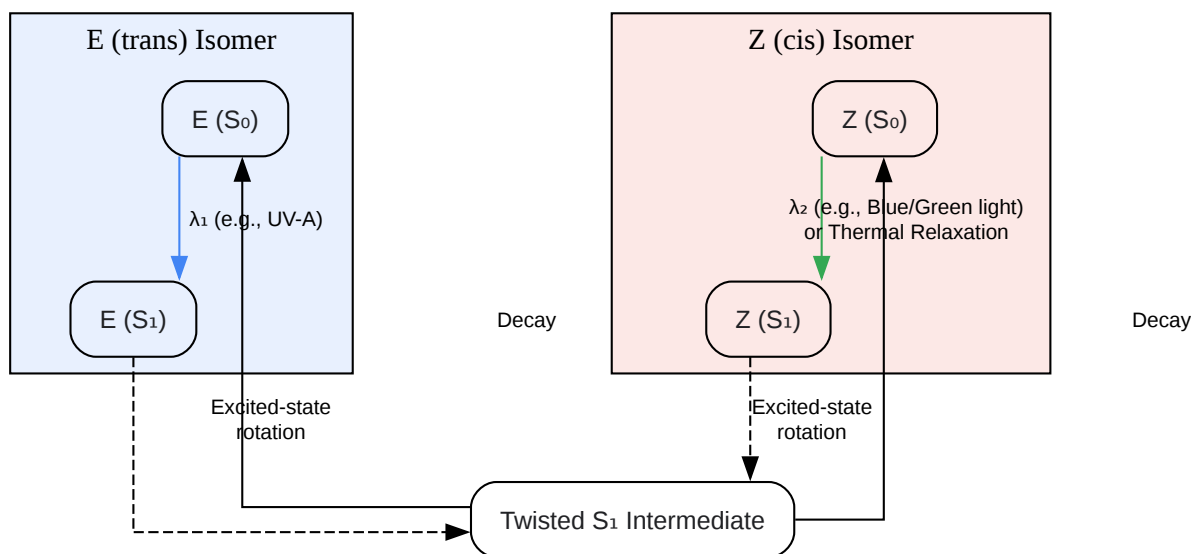 E (trans) Isomer
Z (cis) Isomer
E (S₀)
Z (S₀)
λ₁ (e.g., UV-A)
λ₂ (e.g., Blue/Green light)
or Thermal Relaxation
E (S₁)
Decay
Z (S₁)
Decay
Excited-state
rotation
Excited-state
rotation
Twisted S₁ Intermediate